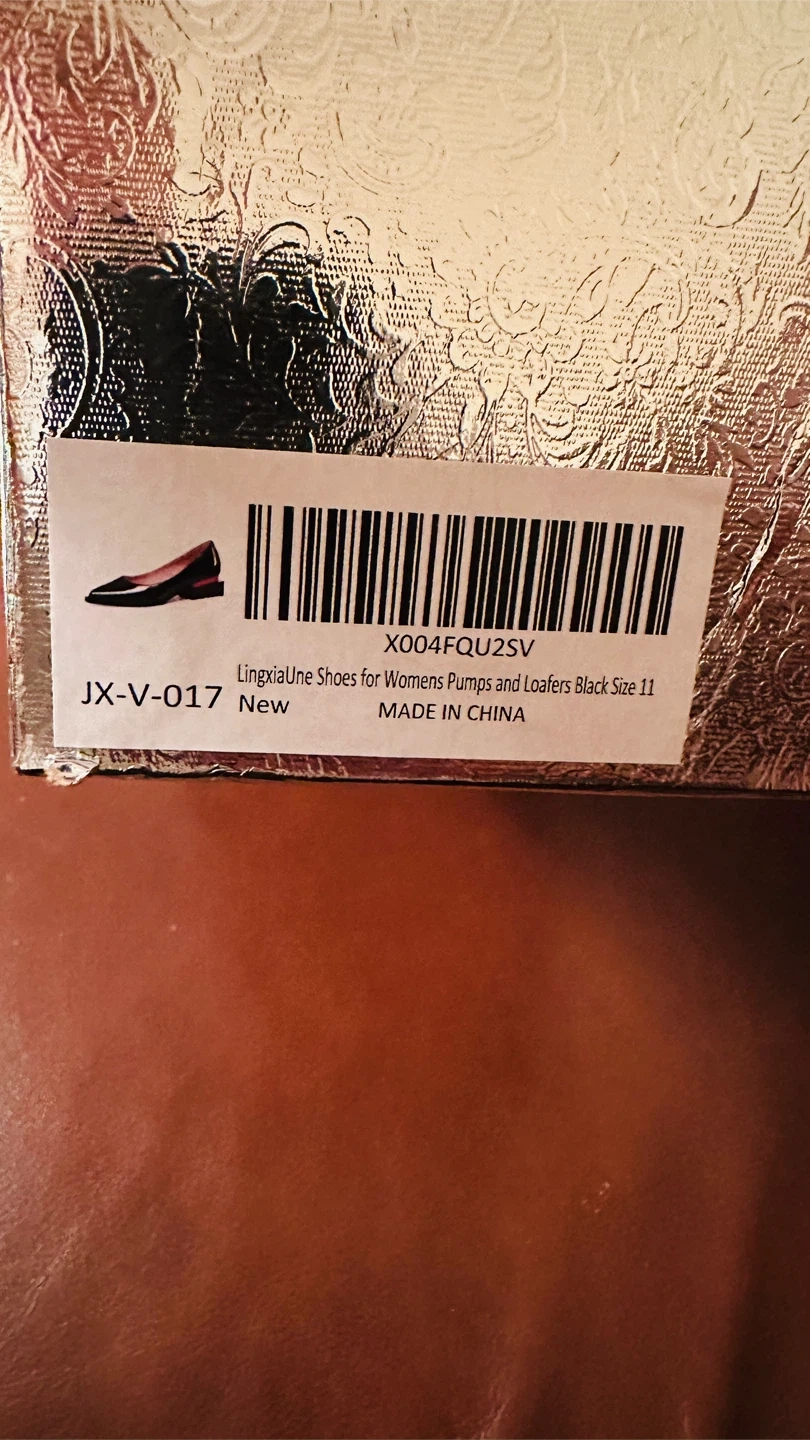 X004FQU2SV
LingxiaUne Shoes for Womens Pumps and Loafers Black Size 11
JX-V-017 New MADE IN CHINA